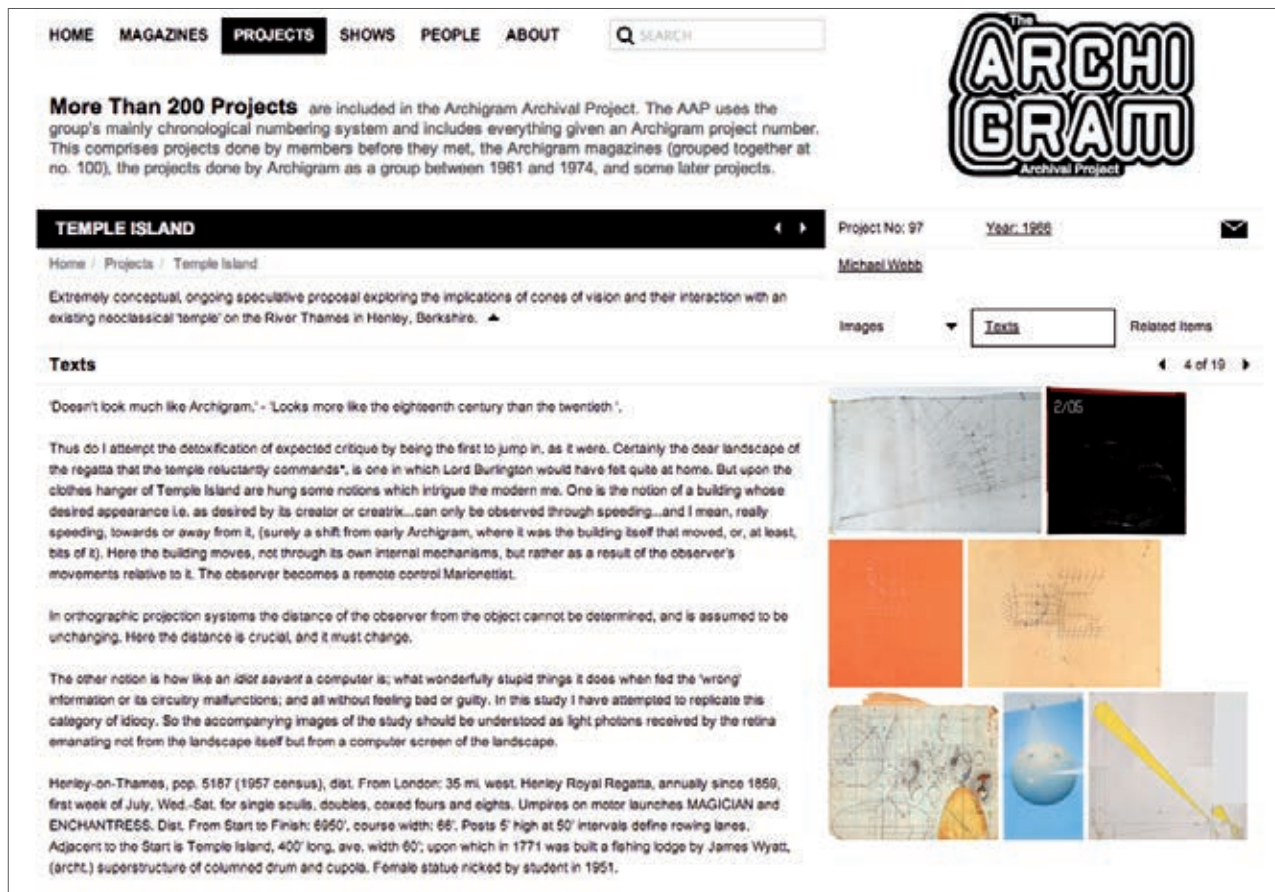 HOME MAGAZINES PROJECTS SHOWS PEOPLE ABOUT SEARCH
The
ARCHI
GRAM
Archival Project
More Than 200 Projects are included in the Archigram Archival Project. The AAP uses the
group's mainly chronological numbering system and includes everything given an Archigram project number.
This comprises projects done by members before they met, the Archigram magazines (grouped together at
no. 100), the projects done by Archigram as a group between 1961 and 1974, and some later projects.
TEMPLE ISLAND
Project No: 97 Year: 1966
Home / Projects / Temple Island
Michael Webb
Extremely conceptual, ongoing speculative proposal exploring the implications of cones of vision and their interaction with an
existing neoclassical 'temple' on the River Thames in Henley, Berkshire.
Images Texts Related Items
Texts
4 of 19
'Doesn't look much like Archigram.' - 'Looks more like the eighteenth century than the twentieth '.
2/05
Thus do I attempt the detoxification of expected critique by being the first to jump in, as it were. Certainly the dear landscape of
the regatta that the temple reluctantly commands*, is one in which Lord Burlington would have felt quite at home. But upon the
clothes hanger of Temple Island are hung some notions which intrigue the modern me. One is the notion of a building whose
desired appearance i.e. as desired by its creator or creatrix...can only be observed through speeding...and I mean, really
speeding, towards or away from it, (surely a shift from early Archigram, where it was the building itself that moved, or, at least,
bits of it). Here the building moves, not through its own internal mechanisms, but rather as a result of the observer's
movements relative to it. The observer becomes a remote control Marionettist.
In orthographic projection systems the distance of the observer from the object cannot be determined, and is assumed to be
unchanging. Here the distance is crucial, and it must change.
The other notion is how like an idiot savant a computer is; what wonderfully stupid things it does when fed the 'wrong'
information or its circuitry malfunctions; and all without feeling bad or guilty. In this study I have attempted to replicate this
category of idiocy. So the accompanying images of the study should be understood as light photons received by the retina
emanating not from the landscape itself but from a computer screen of the landscape.
Henley-on-Thames, pop. 5187 (1957 census), dist. From London: 35 mi. west. Henley Royal Regatta, annually since 1859,
first week of July, Wed.-Sat. for single sculls, doubles, coxed fours and eights. Umpires on motor launches MAGICIAN and
ENCHANTRESS. Dist. From Start to Finish: 6950', course width: 66'. Posts 5' high at 50' intervals define rowing lanes.
Adjacent to the Start is Temple Island, 400' long, ave. width 60'; upon which in 1771 was built a fishing lodge by James Wyatt,
(archt.) superstructure of columned drum and cupola. Female statue nicked by student in 1951.